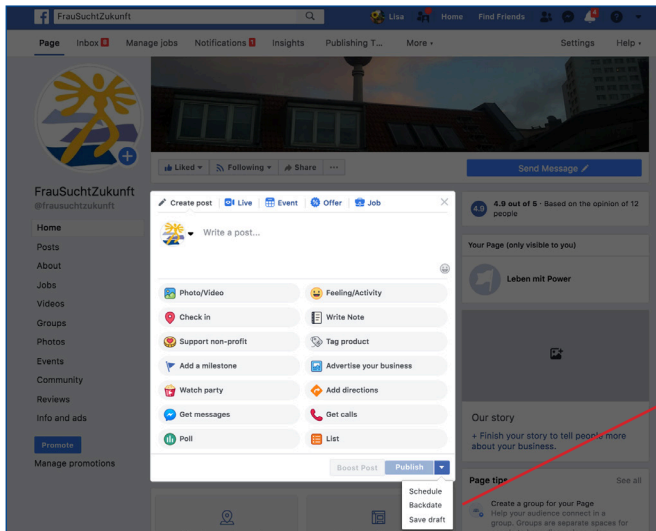 FrauSuchtZukunft
Lisa
Home
Find Friends
Page
Inbox 8
Manage jobs
Notifications 1
Insights
Publishing T...
More
Settings
Help
FrauSuchtZukunft
@frausuchtzukunft
Home
Posts
About
Jobs
Videos
Groups
Photos
Events
Community
Reviews
Info and ads
Promote
Manage promotions
Liked
Following
Share
...
Send Message
Create post
Live
Event
Offer
Job
Write a post...
Photo/Video
Feeling/Activity
Check in
Write Note
Support non-profit
Tag product
Add a milestone
Advertise your business
Watch party
Add directions
Get messages
Get calls
Poll
List
Boost Post
Publish
Schedule
Backdate
Save draft
4.9
4.9 out of 5 · Based on the opinion of 12
people
Your Page (only visible to you)
Leben mit Power
Our story
+ Finish your story to tell people more
about your business.
Page tips
See all
Create a group for your Page
Help your audience connect in a
group. Groups are separate spaces for